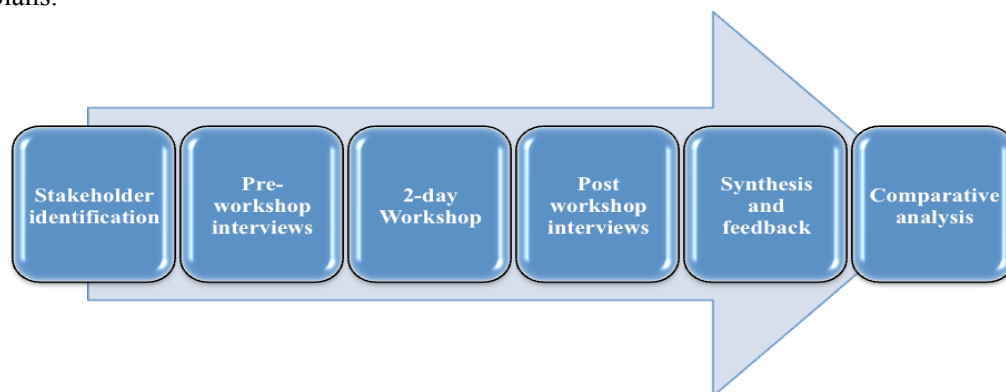 Stakeholder
identification
Pre-
workshop
interviews
2-day
Workshop
Post
workshop
interviews
Synthesis
and
feedback
Comparative
analysis